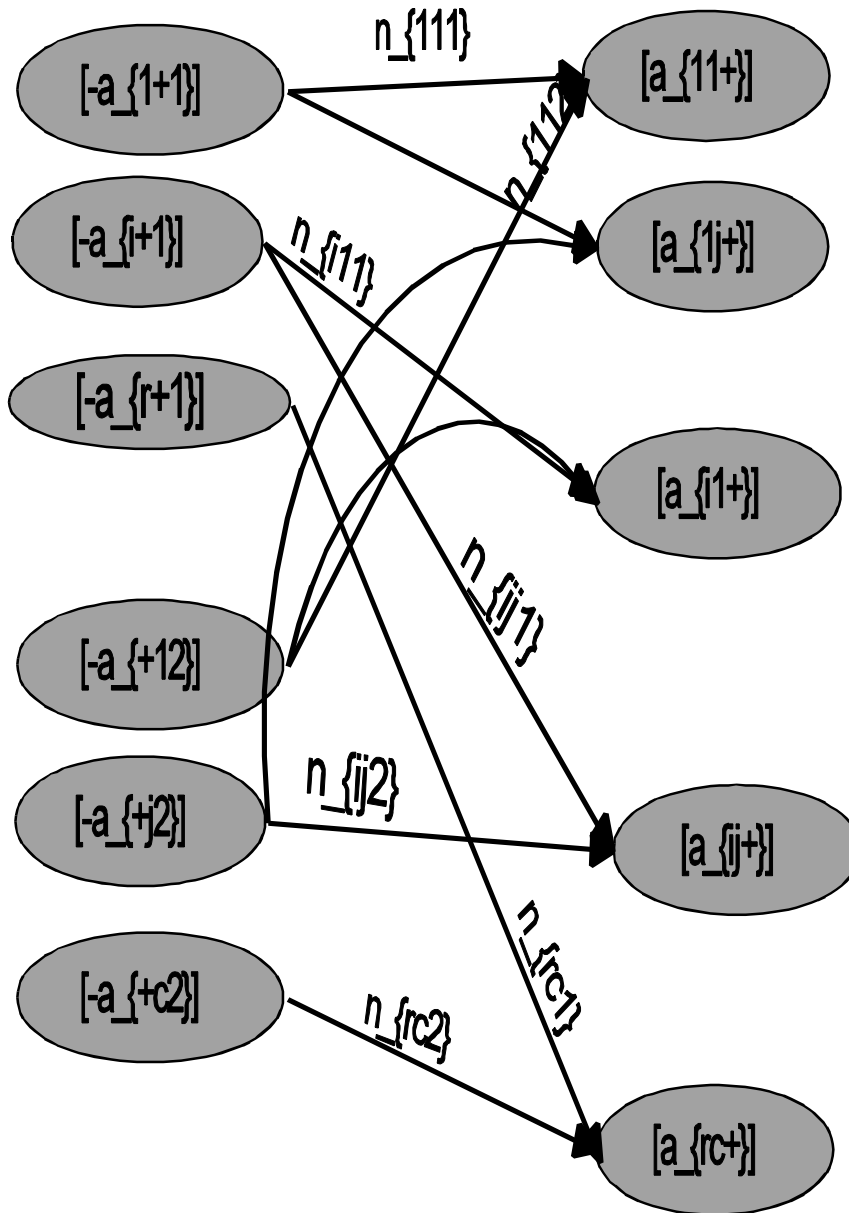 n_{111}
[-a_{1+1}]
[a_{11+}]
n_{112}
[-a_{i+1}]
n_{i11}
[a_{1j+}]
[-a_{r+1}]
[a_{i1+}]
n_{ij1}
[-a_{+12}]
n_{ij2}
[-a_{+j2}]
[a_{ij+}]
n_{rc1}
[-a_{+c2}]
n_{rc2}
[a_{rc+}]